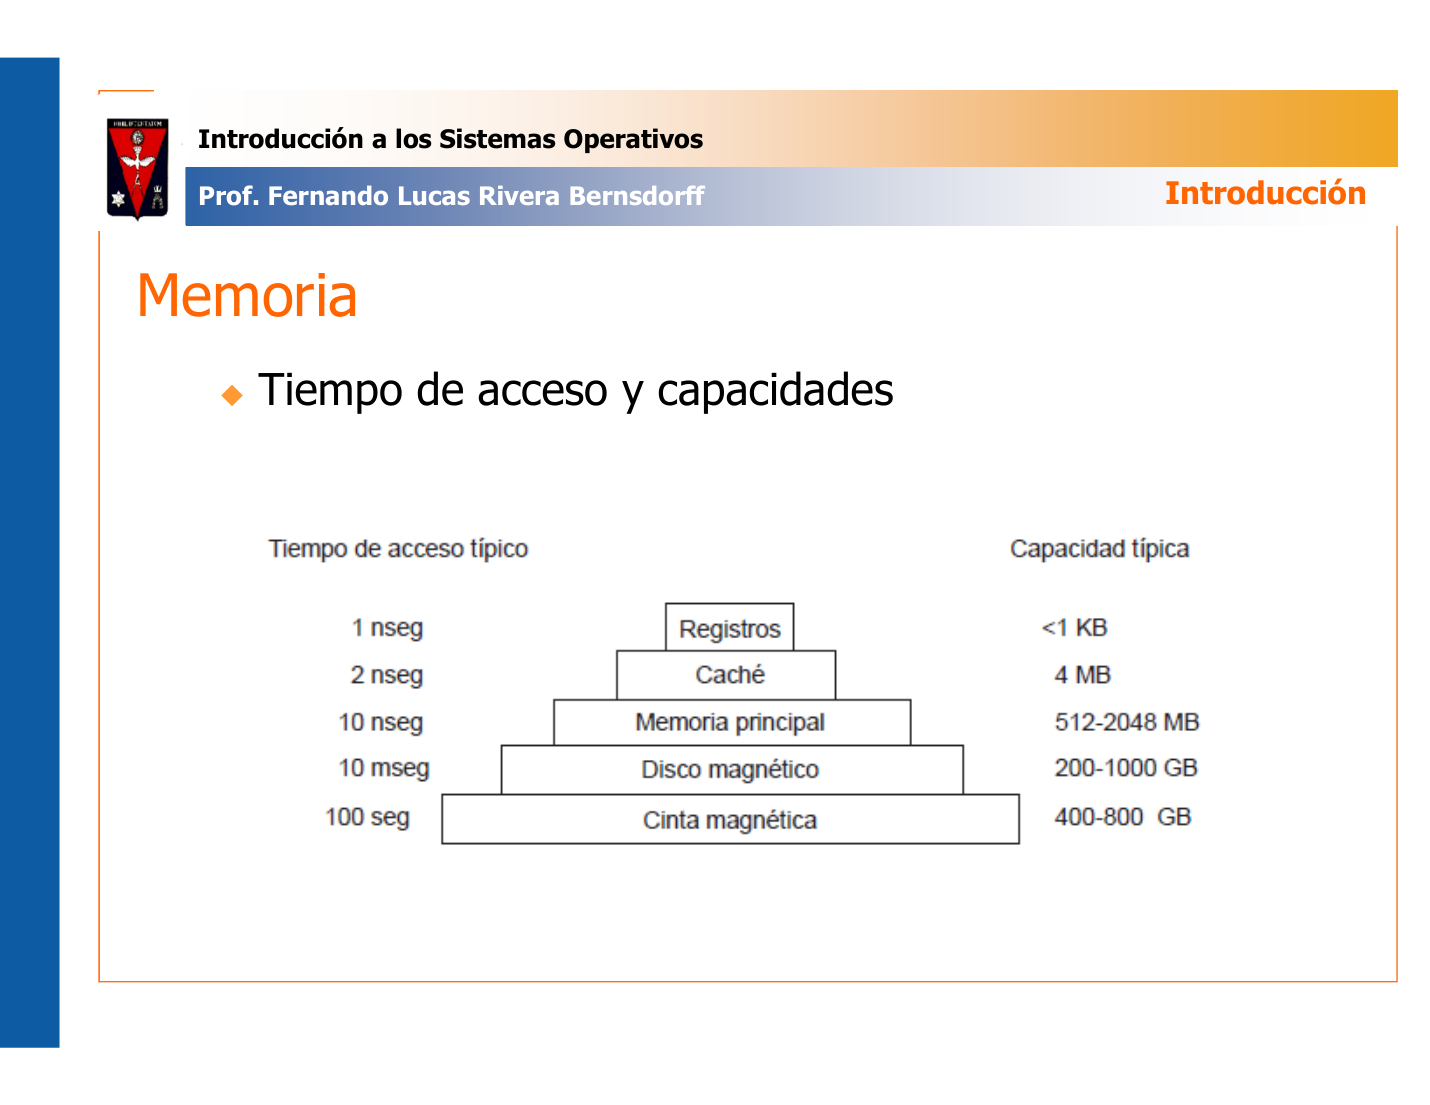 Introducción a los Sistemas Operativos
Prof. Fernando Lucas Rivera Bernsdorff
Introducción
Memoria
Tiempo de acceso y capacidades
Tiempo de acceso típico Capacidad típica
1 nseg Registros <1 KB
2 nseg Caché 4 MB
10 nseg Memoria principal 512-2048 MB
10 mseg Disco magnético 200-1000 GB
100 seg Cinta magnética 400-800 GB